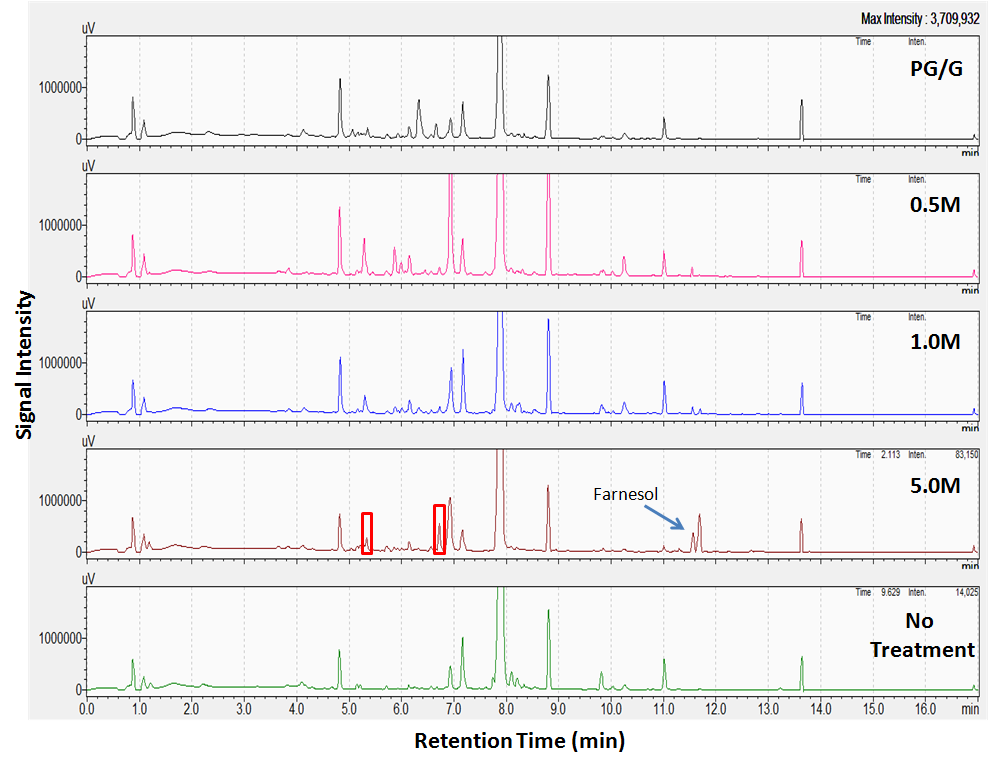 Max Intensity : 3,709,932
uV
Time Inten.
PG/G
1000000
0
min
uV
Time Inten.
0.5M
1000000
0
min
uV
Time Inten.
1.0M
1000000
0
min
Signal Intensity
uV
Time 2.113 Inten. 83,150
5.0M
Farnesol
1000000
0
min
uV
Time 9.629 Inten. 14,025
No
Treatment
1000000
0
0.0 1.0 2.0 3.0 4.0 5.0 6.0 7.0 8.0 9.0 10.0 11.0 12.0 13.0 14.0 15.0 16.0 min
Retention Time (min)